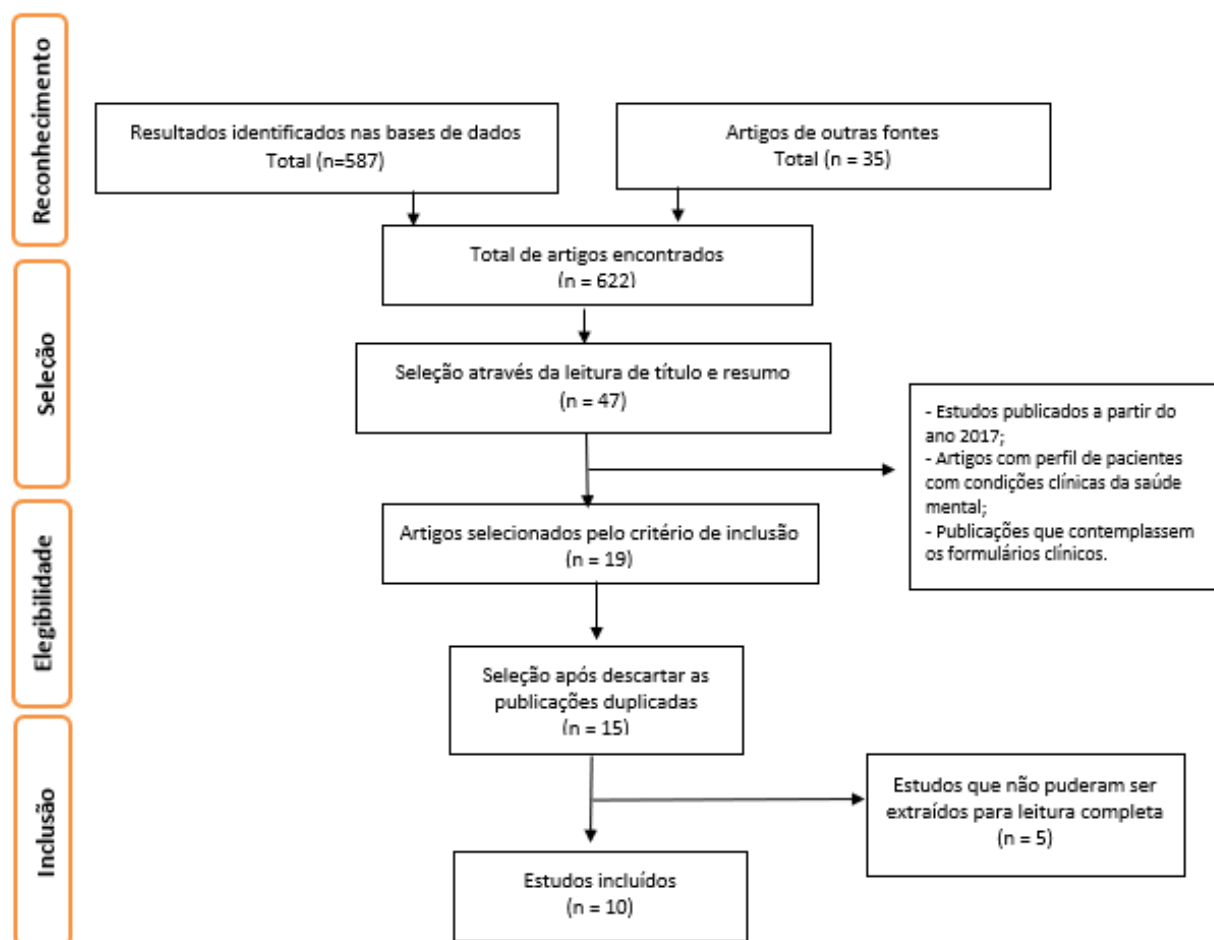 Reconhecimento
Resultados identificados nas bases de dados
Total (n=587)
Artigos de outras fontes
Total (n = 35)
Total de artigos encontrados
(n = 622)
Seleção
Seleção através da leitura de título e resumo
(n = 47)
- Estudos publicados a partir do
ano 2017;
- Artigos com perfil de pacientes
com condições clínicas da saúde
mental;
- Publicações que contemplassem
os formulários clínicos.
Elegibilidade
Artigos selecionados pelo critério de inclusão
(n = 19)
Seleção após descartar as
publicações duplicadas
(n = 15)
Inclusão
Estudos que não puderam ser
extraídos para leitura completa
(n = 5)
Estudos incluídos
(n = 10)